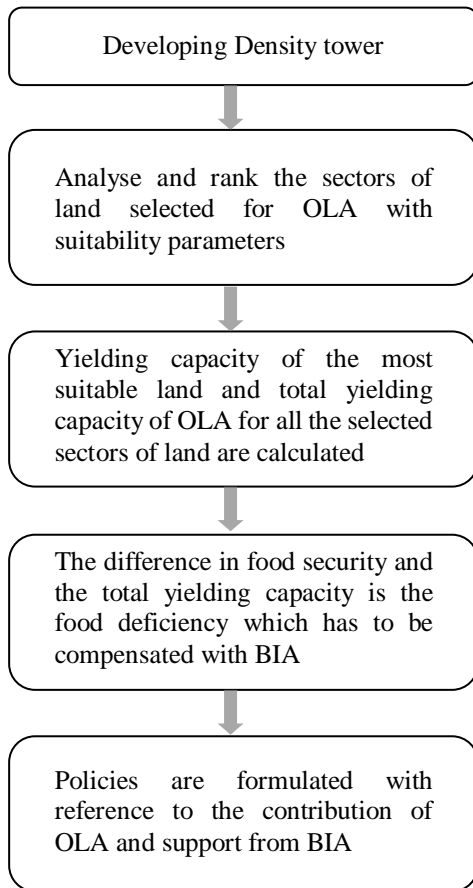 Developing Density tower
Analyse and rank the sectors of
land selected for OLA with
suitability parameters
Yielding capacity of the most
suitable land and total yielding
capacity of OLA for all the selected
sectors of land are calculated
The difference in food security and
the total yielding capacity is the
food deficiency which has to be
compensated with BIA
Policies are formulated with
reference to the contribution of
OLA and support from BIA